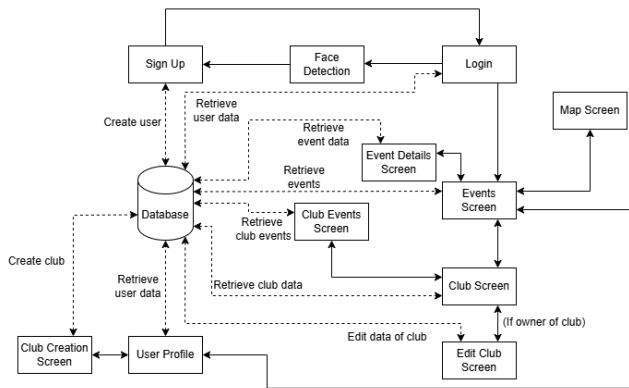 Sign Up
Face
Detection
Login
Map Screen
Create user
Retrieve
user data
Retrieve
event data
Event Details
Screen
Retrieve
events
Events
Screen
Database
Club Events
Screen
Retrieve
club events
Create club
Retrieve
user data
Retrieve club data
Club Screen
(If owner of club)
Edit data of club
Club Creation
Screen
User Profile
Edit Club
Screen